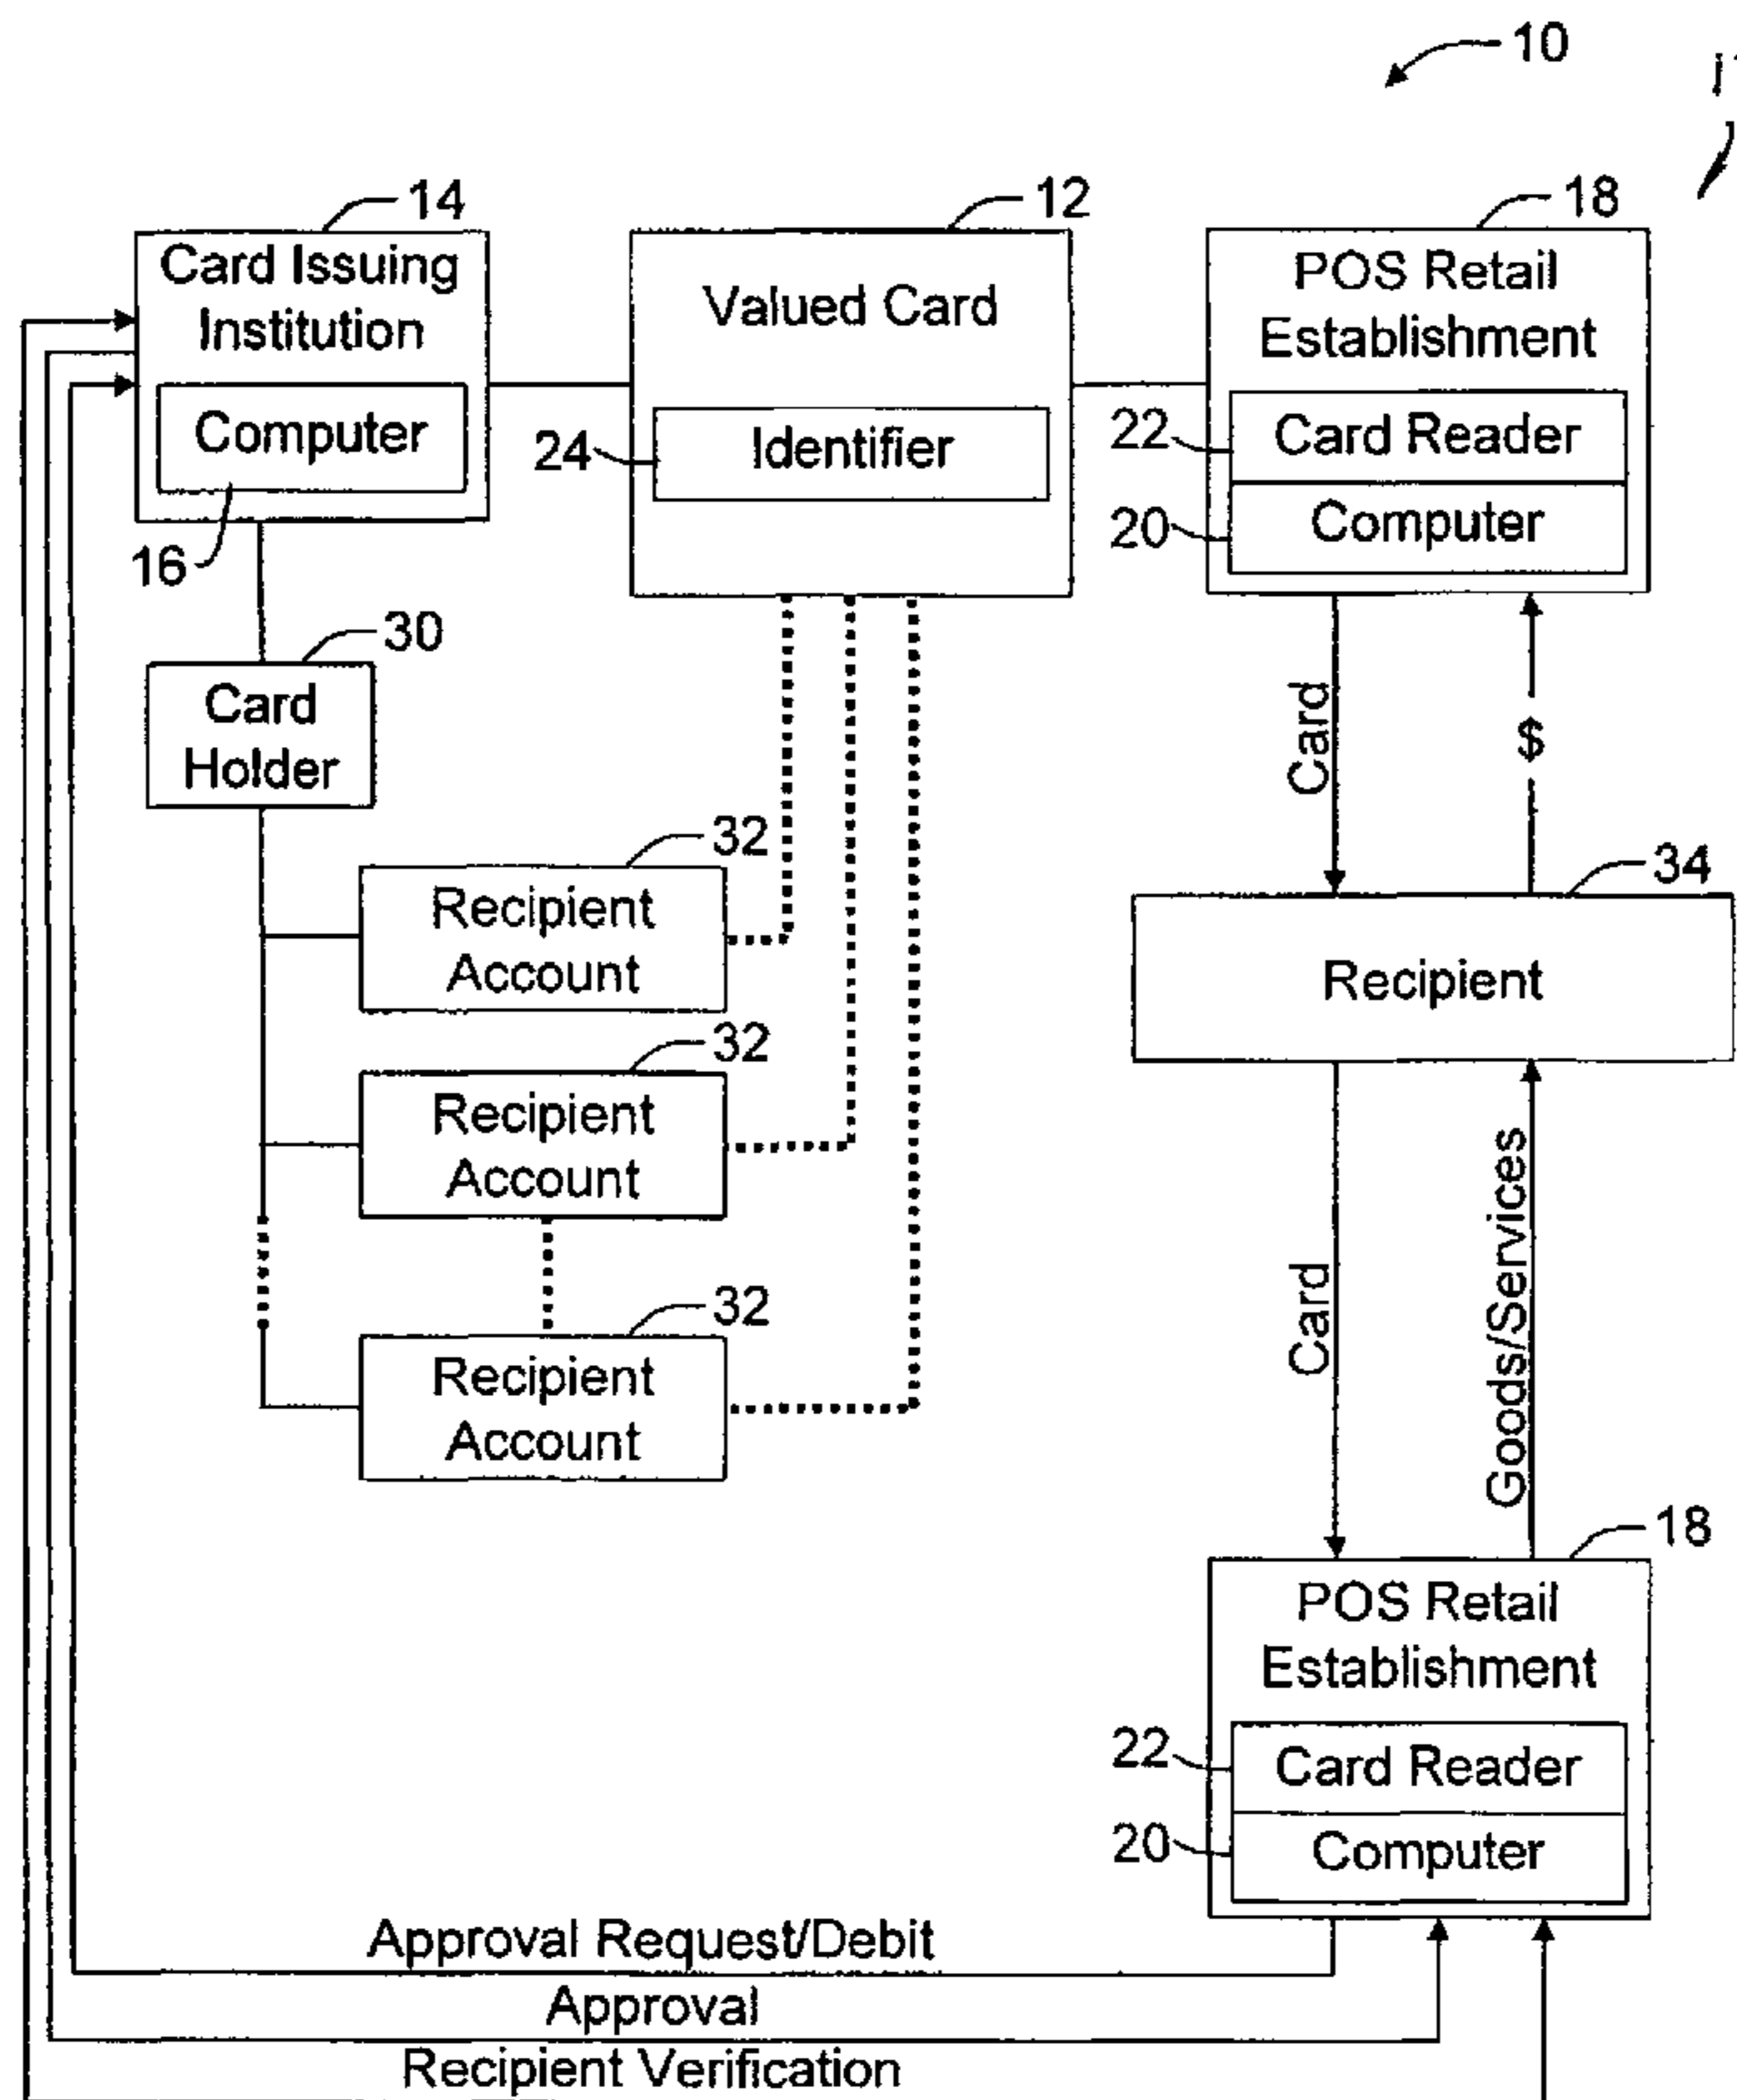 10
14
12
18
Card Issuing
Institution
Computer
16
Valued Card
24
Identifier
POS Retail
Establishment
22
Card Reader
20
Computer
30
Card
Holder
Card
$
32
Recipient
Account
34
Recipient
32
Recipient
Account
32
Recipient
Account
Card
Goods/Services
18
POS Retail
Establishment
22
Card Reader
20
Computer
Approval Request/Debit
Approval
Recipient Verification